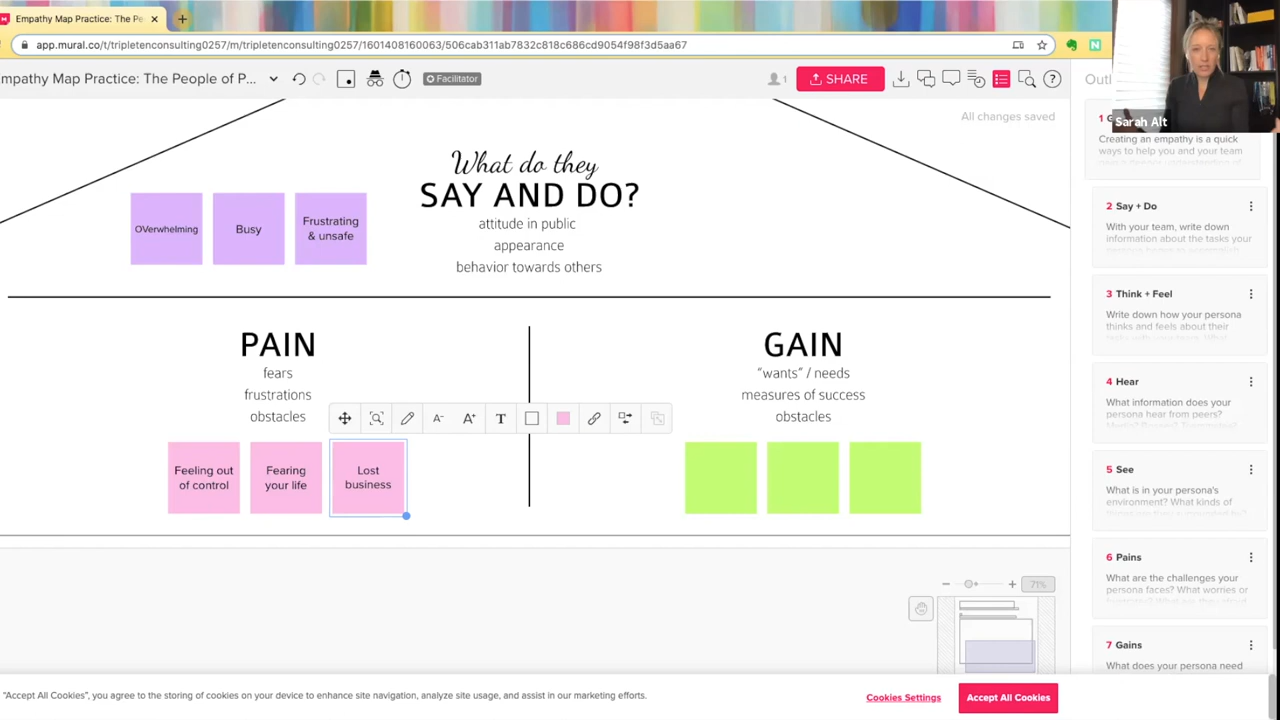 Empathy Map Practice: The Pe
app.mural.co/t/tripletenconsulting0257/m/tripletenconsulting0257/1601408160063/506cab311ab7832c818c686cd9054f98f3d5aa67
Empathy Map Practice: The People of P...
Facilitator
1
SHARE
?
Outli
Sarah Alt
All changes saved
What do they
SAY AND DO?
attitude in public
appearance
behavior towards others
OVerwhelming
Busy
Frustrating
& unsafe
PAIN
fears
frustrations
obstacles
A-
A+
T
Feeling out
of control
Fearing
your life
Lost
business
GAIN
"wants" / needs
measures of success
obstacles
71%
1
Creating an empathy is a quick
ways to help you and your team
2 Say + Do
With your team, write down
information about the tasks your
3 Think + Feel
Write down how your persona
thinks and feels about their
4 Hear
What information does your
persona hear from peers?
5 See
What is in your persona's
environment? What kinds of
6 Pains
What are the challenges your
persona faces? What worries or
7 Gains
What does your persona need
"Accept All Cookies", you agree to the storing of cookies on your device to enhance site navigation, analyze site usage, and assist in our marketing efforts.
Cookies Settings
Accept All Cookies